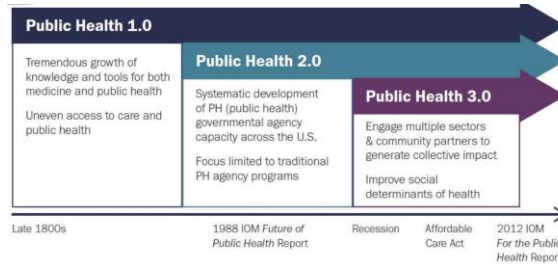 Public Health 1.0
Tremendous growth of
knowledge and tools for both
medicine and public health
Uneven access to care and
public health
Public Health 2.0
Systematic development
of PH (public health)
governmental agency
capacity across the U.S.
Focus limited to traditional
PH agency programs
Public Health 3.0
Engage multiple sectors
& community partners to
generate collective impact
Improve social
determinants of health
Late 1800s
1988 IOM Future of
Public Health Report
Recession
Affordable
Care Act
2012 IOM
For the Public
Health Report